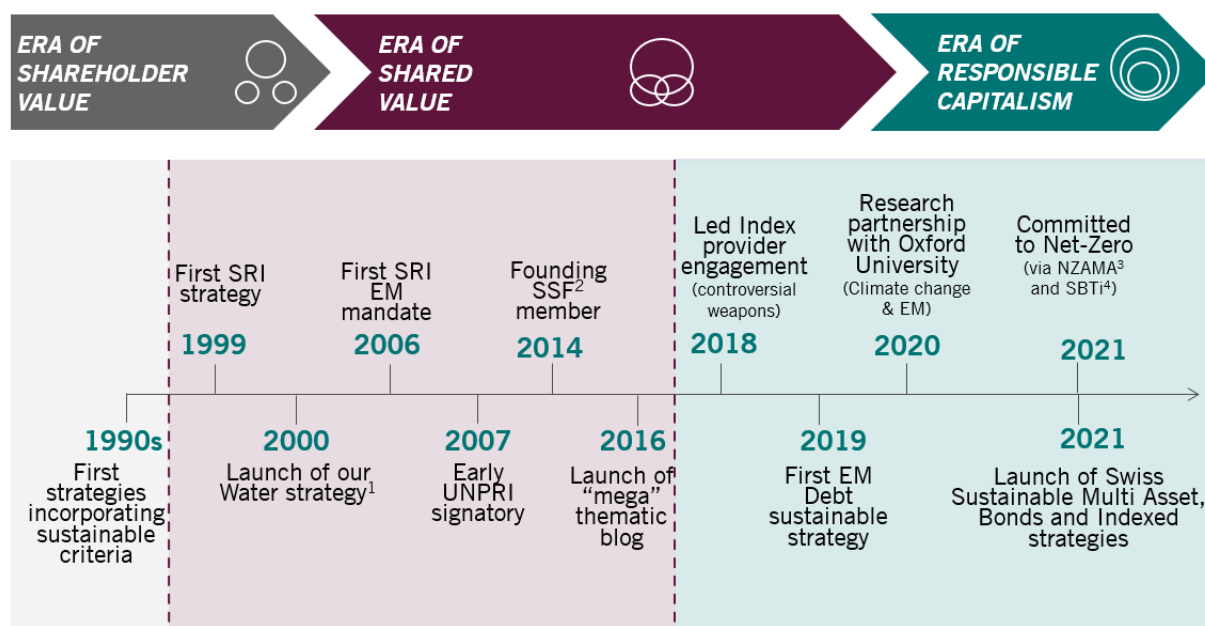 ERA OF
SHAREHOLDER
VALUE
ERA OF
SHARED
VALUE
ERA OF
RESPONSIBLE
CAPITALISM
First SRI
strategy
1999
First SRI
EM
mandate
2006
Founding
SSF²
member
2014
Led Index
provider
engagement
(controversial
weapons)
2018
Research
partnership
with Oxford
University
(Climate change
& EM)
2020
Committed
to Net-Zero
(via NZAMA³
and SBTi⁴)
2021
1990s
First
strategies
incorporating
sustainable
criteria
2000
Launch of our
Water strategy¹
2007
Early
UNPRI
signatory
2016
Launch of
“mega”
thematic
blog
2019
First EM
Debt
sustainable
strategy
2021
Launch of Swiss
Sustainable Multi Asset,
Bonds and Indexed
strategies